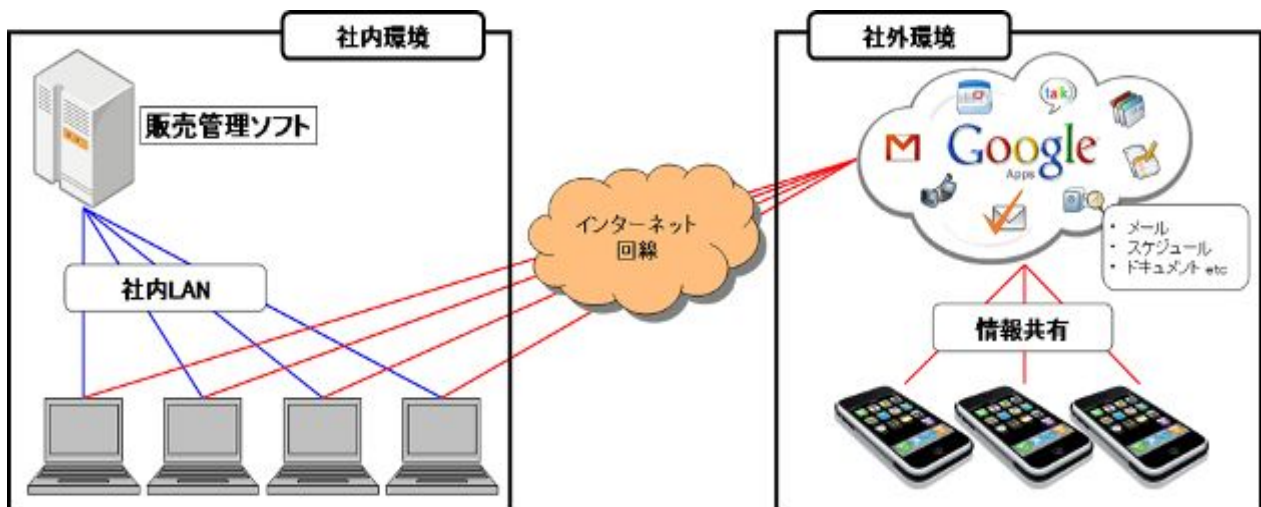 社内環境
販売管理ソフト
社内LAN
インターネット
回線
社外環境
talk
M
Google
Apps
・ メール
・ スケジュール
・ ドキュメント etc
情報共有